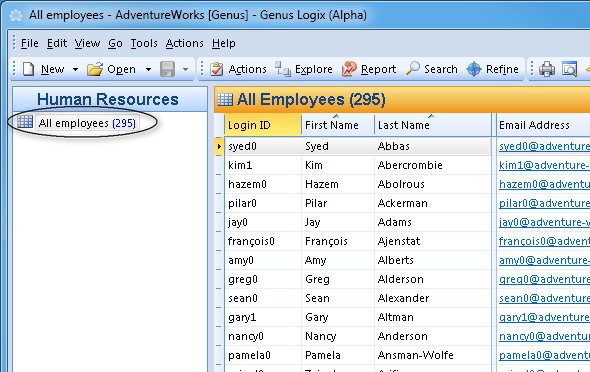 All employees - AdventureWorks [Genus] - Genus Logix (Alpha)
File Edit View Go Tools Actions Help
New Open Save Actions Explore Report Search Refine
Human Resources
All employees (295)
All Employees (295)
Login ID First Name Last Name Email Address
syed0 Syed Abbas syed0@adventure
kim1 Kim Abercrombie kim1@adventure-
hazem0 Hazem Abolrous hazem0@adventu
pilar0 Pilar Ackerman pilar0@adventure
jay0 Jay Adams jay0@adventure-v
françois0 François Ajenstat françois0@advent
amy0 Amy Alberts amy0@adventure
greg0 Greg Alderson greg0@adventure
sean0 Sean Alexander sean0@adventure
gary1 Gary Altman gary1@adventure
nancy0 Nancy Anderson nancy0@adventur
pamela0 Pamela Ansman-Wolfe pamela0@advent